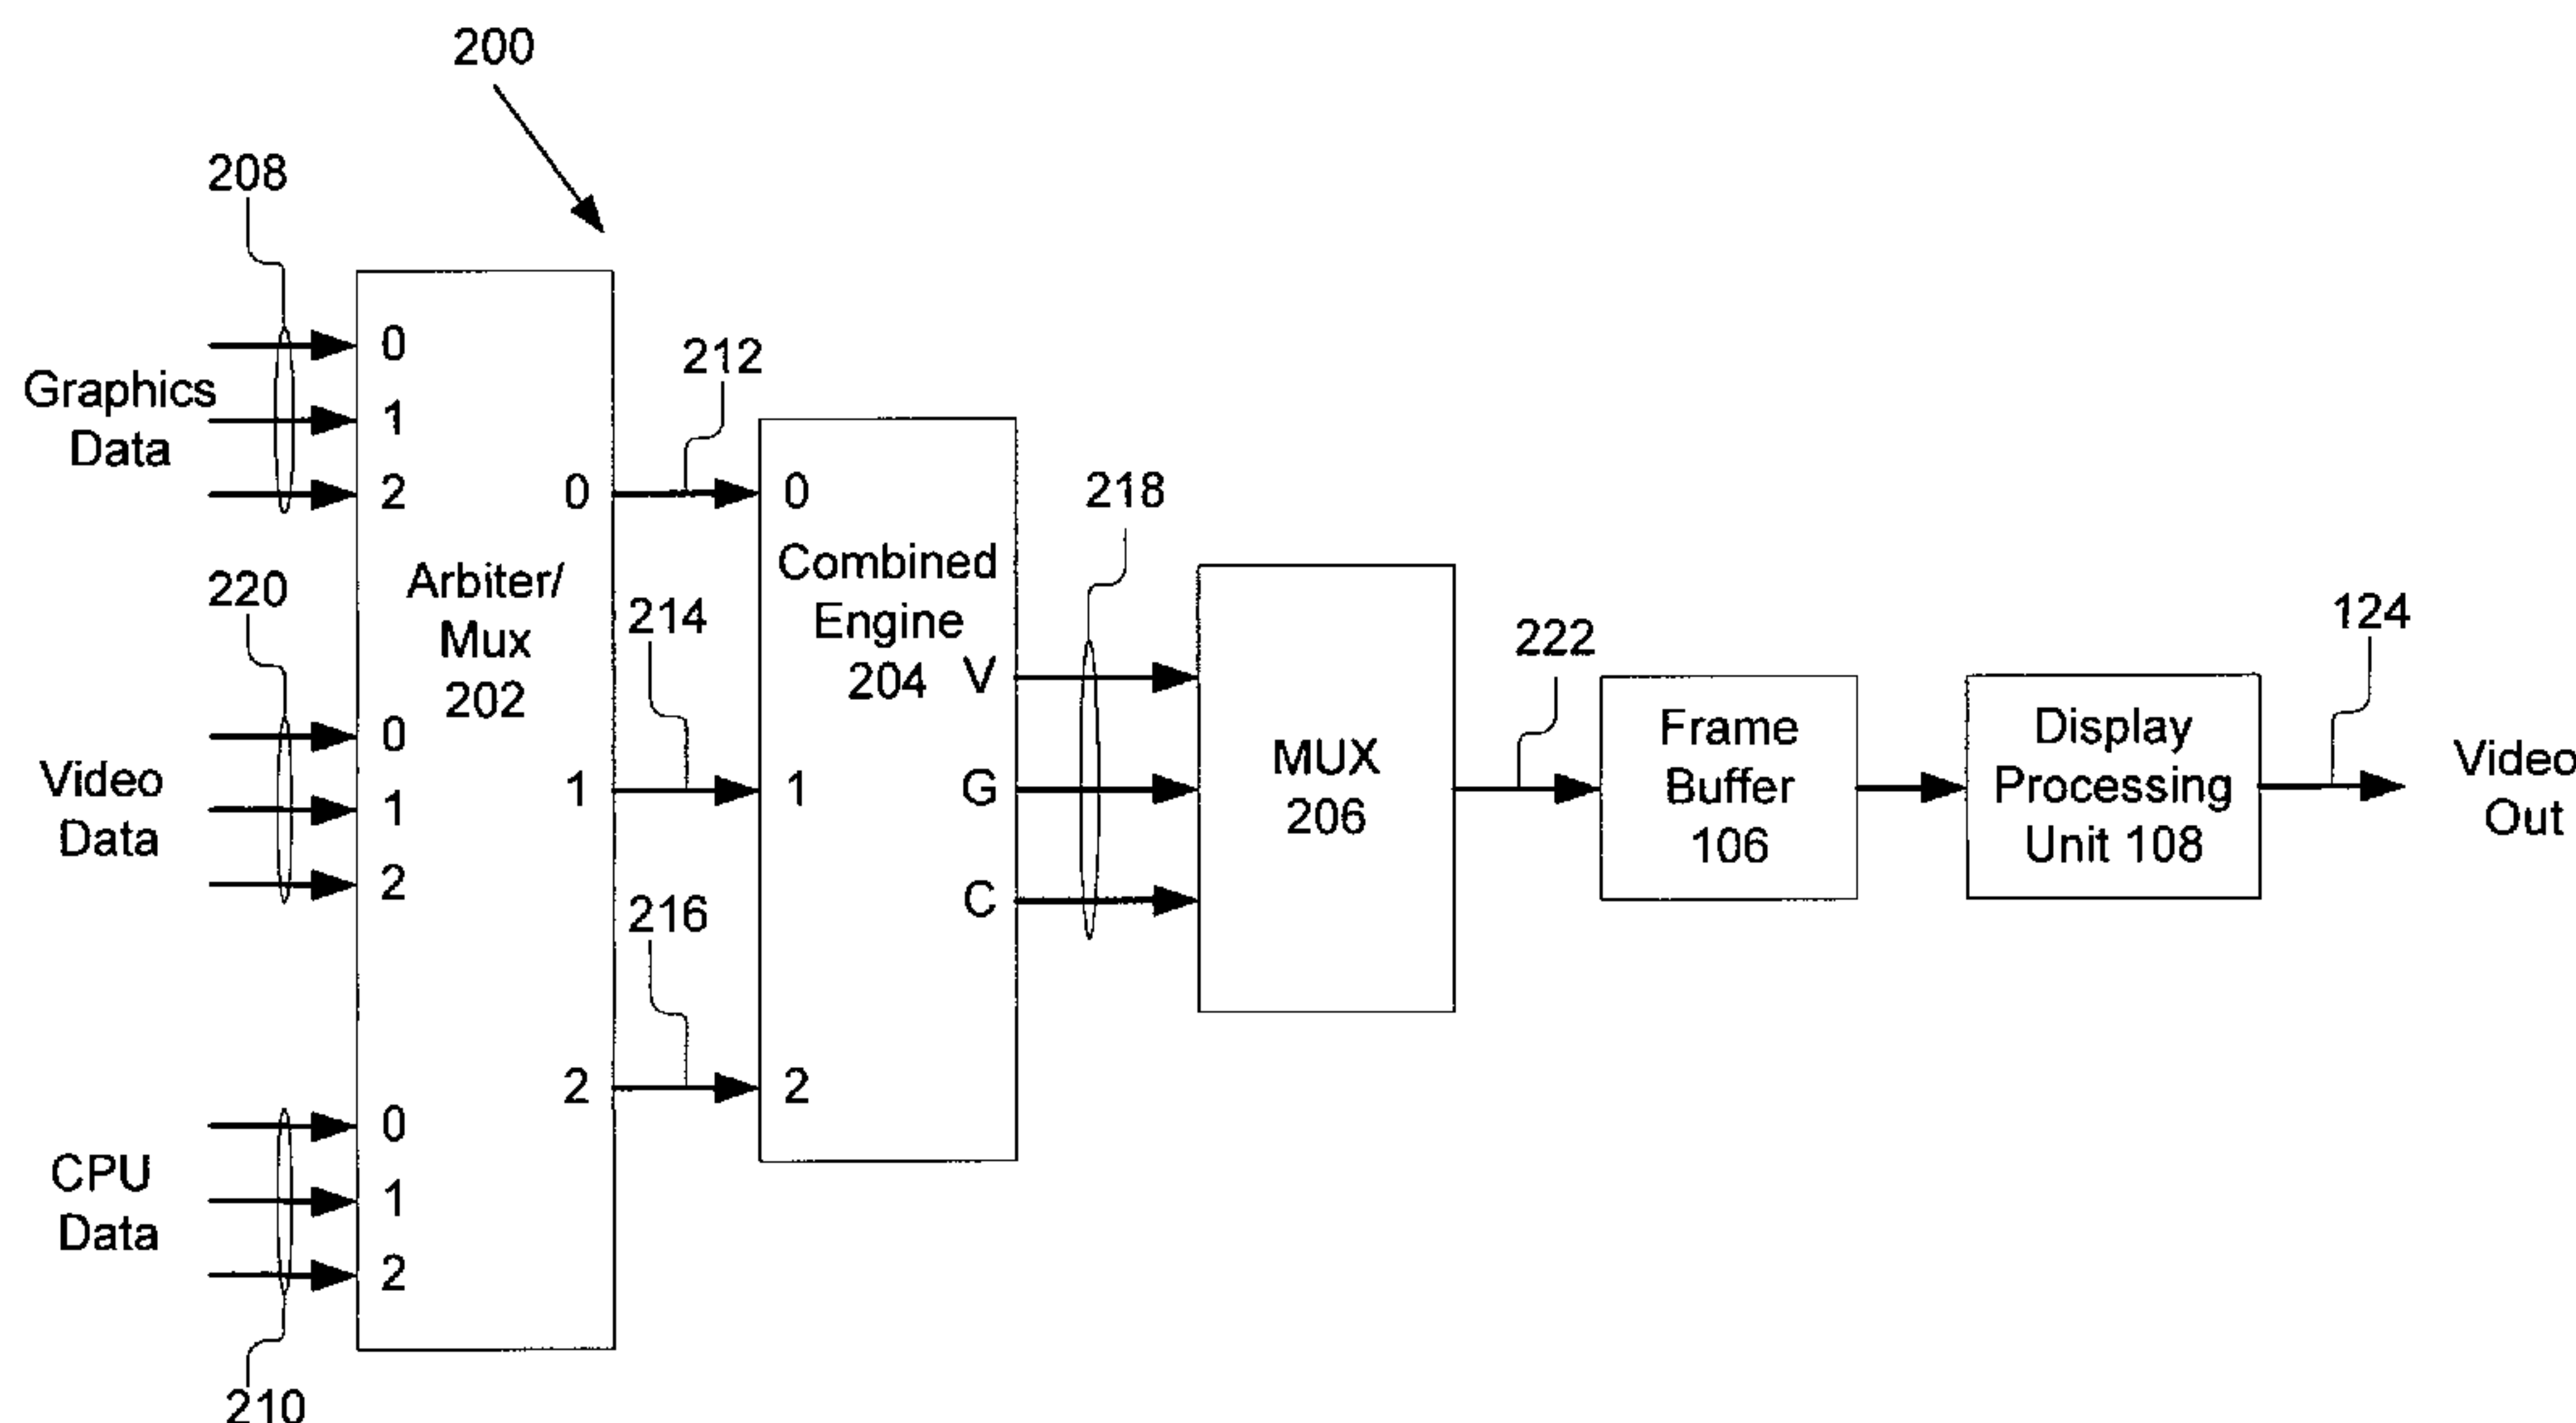 200
208
Graphics
Data
0
1
2
220
Video
Data
0
1
2
CPU
Data
0
1
2
210
Arbiter/
Mux
202
0
1
2
212
214
216
0
1
2
Combined
Engine
204
V
G
C
218
MUX
206
222
Frame
Buffer
106
Display
Processing
Unit 108
124
Video
Out